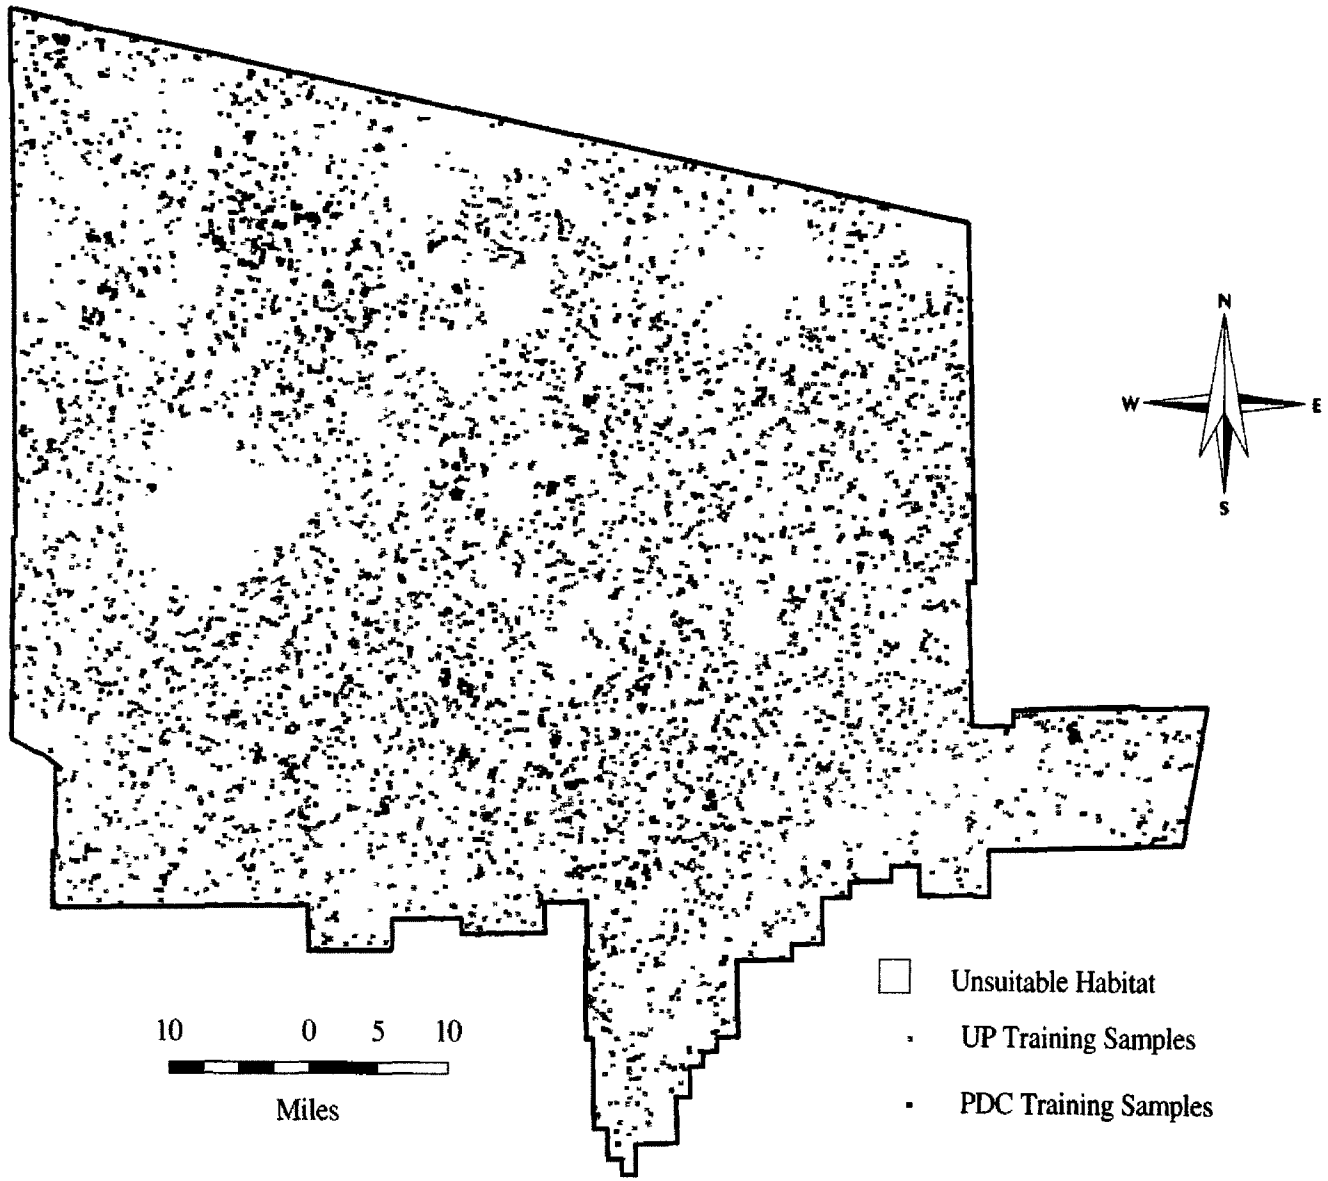 N
W E
S
Unsuitable Habitat
10 0 5 10
UP Training Samples
Miles
PDC Training Samples